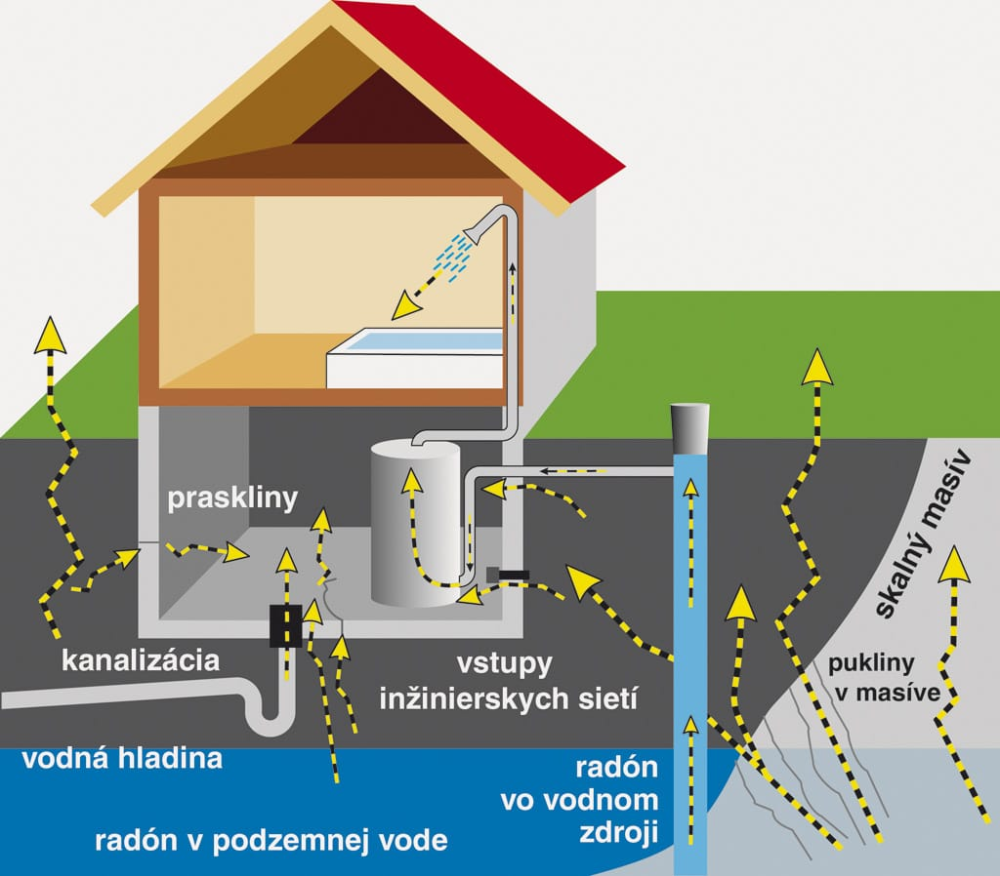 praskliny
skalný masív
kanalizácia
vstupy
inžinierskych sietí
pukliny
v masíve
vodná hladina
radón
vo vodnom
zdroji
radón v podzemnej vode